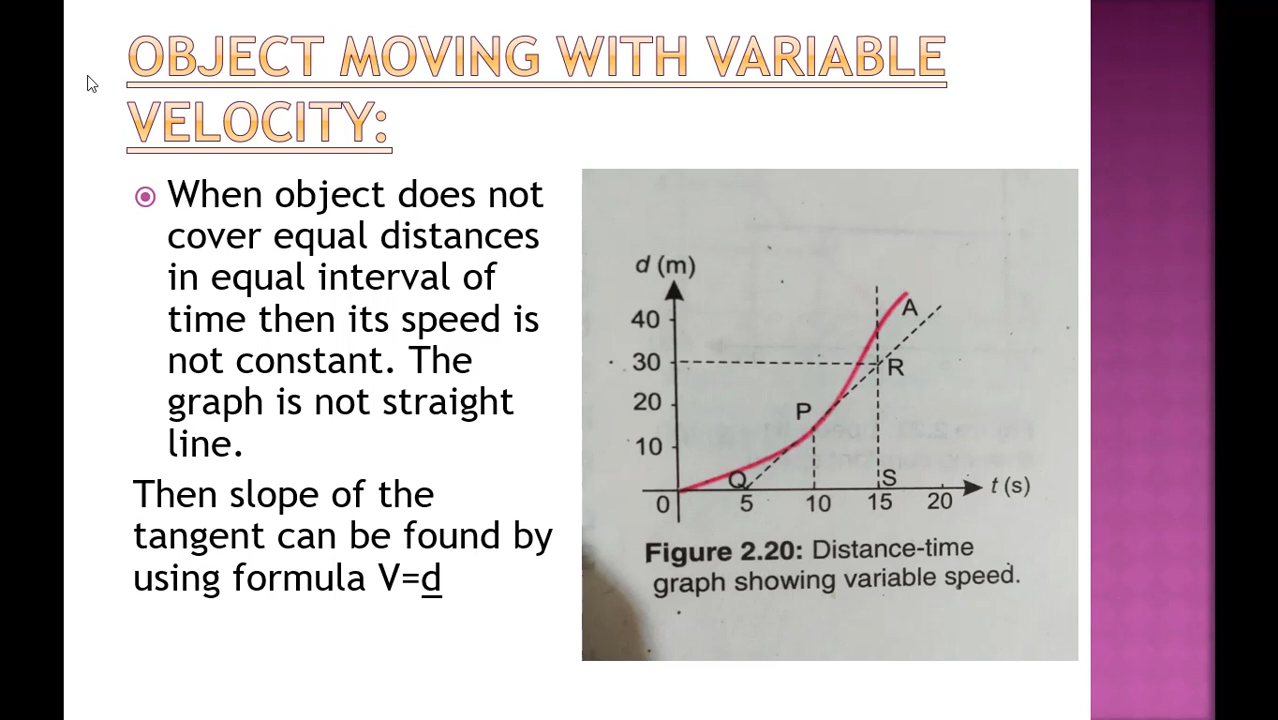 OBJECT MOVING WITH VARIABLE
VELOCITY:
When object does not
cover equal distances
in equal interval of
time then its speed is
not constant. The
graph is not straight
line.
Then slope of the
tangent can be found by
using formula V=d
d (m)
40
30
20
10
0
5
10
15
20
t (s)
A
R
P
Q
S
Figure 2.20: Distance-time
graph showing variable speed.